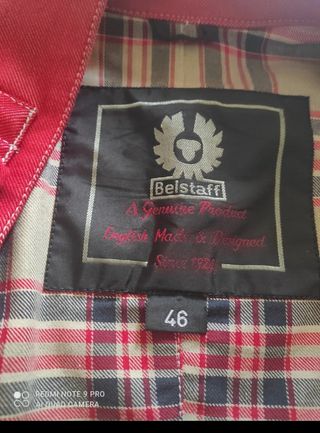 Belstaff
A Genuine Product
English Made & Designed
Since 1924
46
REDMI NOTE 9 PRO
AI QUAD CAMERA